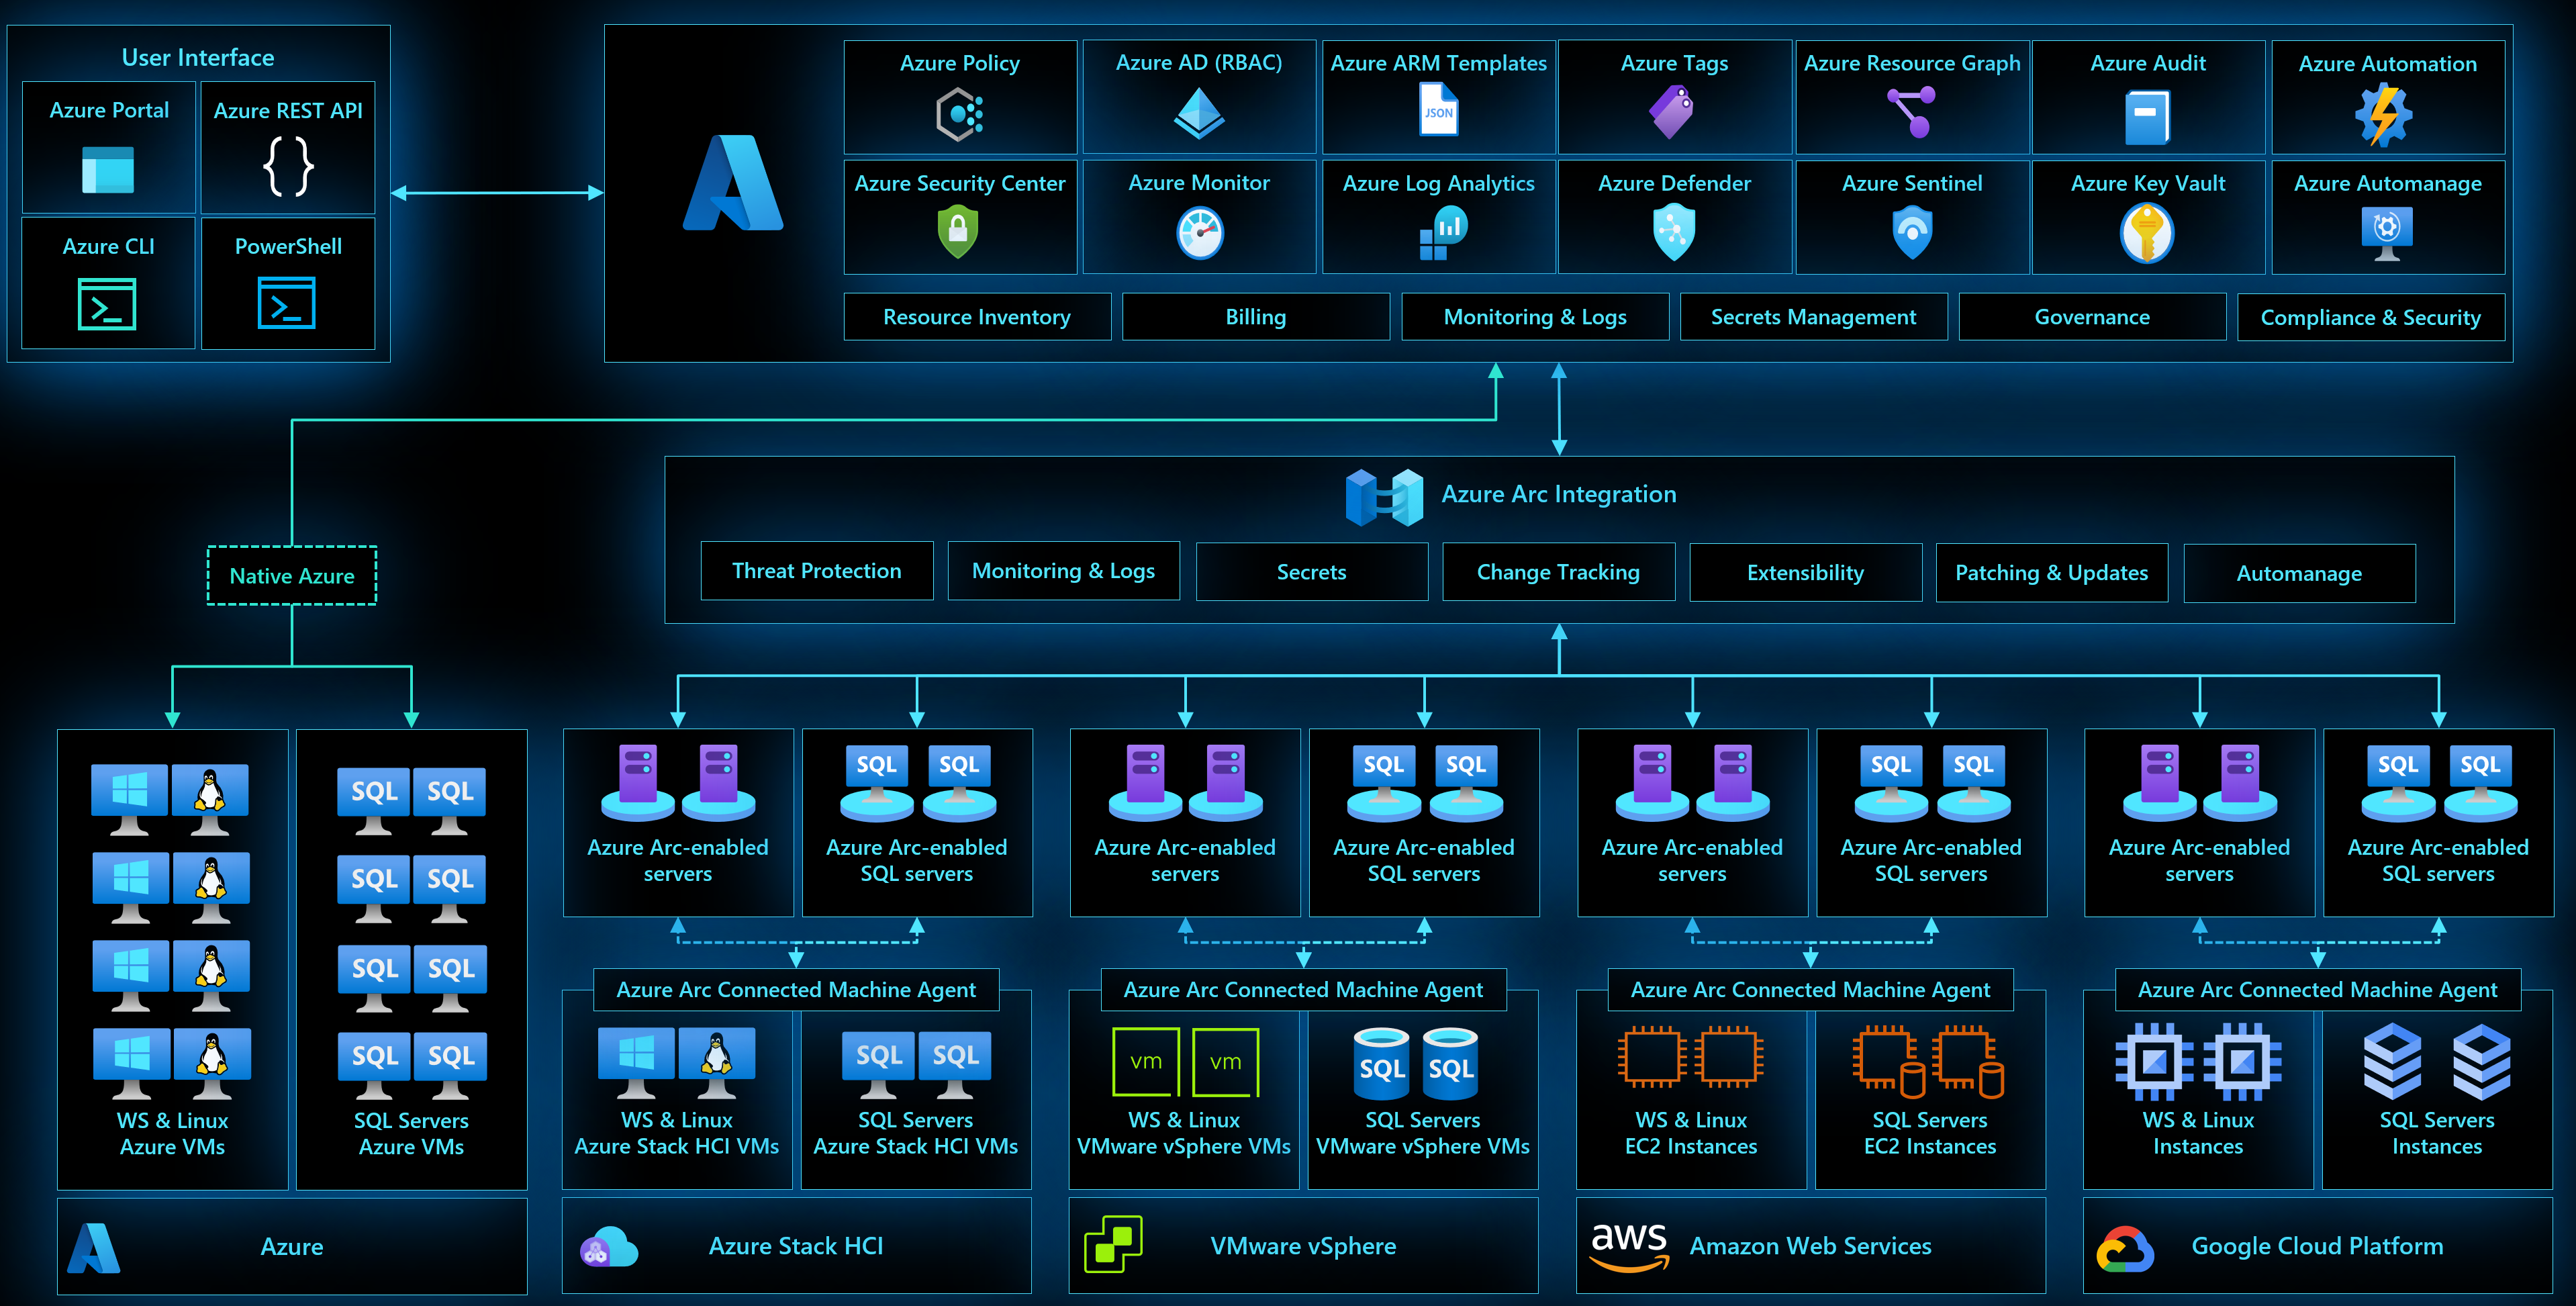 User Interface
Azure Portal
Azure REST API
Azure CLI
PowerShell
Azure Policy
Azure AD (RBAC)
Azure ARM Templates
JSON
Azure Tags
Azure Resource Graph
Azure Audit
Azure Automation
Azure Security Center
Azure Monitor
Azure Log Analytics
Azure Defender
Azure Sentinel
Azure Key Vault
Azure Automanage
Resource Inventory
Billing
Monitoring & Logs
Secrets Management
Governance
Compliance & Security
Azure Arc Integration
Threat Protection
Monitoring & Logs
Secrets
Change Tracking
Extensibility
Patching & Updates
Automanage
Native Azure
SQL SQL
SQL SQL
SQL SQL
SQL SQL
WS & Linux
Azure VMs
SQL Servers
Azure VMs
Azure
Azure Arc-enabled
servers
SQL SQL
Azure Arc-enabled
SQL servers
Azure Arc Connected Machine Agent
WS & Linux
Azure Stack HCI VMs
SQL SQL
SQL Servers
Azure Stack HCI VMs
Azure Stack HCI
Azure Arc-enabled
servers
SQL SQL
Azure Arc-enabled
SQL servers
Azure Arc Connected Machine Agent
vm vm
WS & Linux
VMware vSphere VMs
SQL SQL
SQL Servers
VMware vSphere VMs
VMware vSphere
Azure Arc-enabled
servers
SQL SQL
Azure Arc-enabled
SQL servers
Azure Arc Connected Machine Agent
WS & Linux
EC2 Instances
SQL Servers
EC2 Instances
aws
Amazon Web Services
Azure Arc-enabled
servers
SQL SQL
Azure Arc-enabled
SQL servers
Azure Arc Connected Machine Agent
WS & Linux
Instances
SQL Servers
Instances
Google Cloud Platform